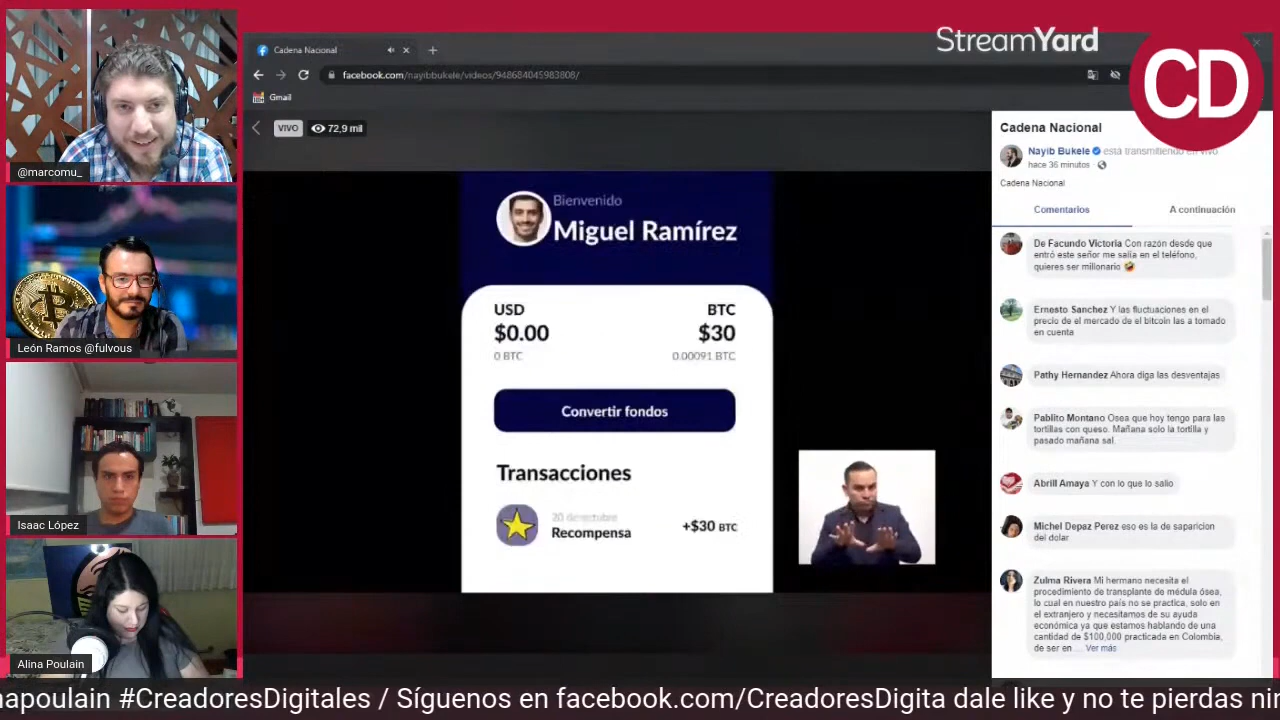 StreamYard
CD
Cadena Nacional
facebook.com/nayibbukele/videos/948684045983808/
Gmail
VIVO
72,9 mil
Bienvenido
Miguel Ramírez
USD
BTC
$0.00
$30
0 BTC
0.00091 BTC
Convertir fondos
Transacciones
Recompensa
+$30 BTC
@marcomu_
León Ramos @fulvous
Isaac López
Alina Poulain
Cadena Nacional
Nayib Bukele está transmitiendo en vivo
hace 36 minutos
Cadena Nacional
Comentarios
A continuación
De Facundo Victoria Con razón desde que
entró este señor me salía en el teléfono,
quieres ser millonario
Ernesto Sanchez Y las fluctuaciones en el
precio de el mercado de el bitcoin las a tomado
en cuenta
Pathy Hernandez Ahora diga las desventajas
Pablito Montano Osea que hoy tengo para las
tortillas con queso. Mañana solo la tortilla y
pasado mañana sal.
Abrill Amaya Y con lo que lo salio
Michel Depaz Perez eso es la de saparicion
del dolar
Zulma Rivera Mi hermano necesita el
procedimiento de transplante de médula ósea,
lo cual en nuestro país no se practica, solo en
el extranjero y necesitamos de su ayuda
económica ya que estamos hablando de una
cantidad de $100,000 practicada en Colombia,
de ser en ... Ver más
apoulain #CreadoresDigitales / Síguenos en facebook.com/CreadoresDigita dale like y no te pierdas nin